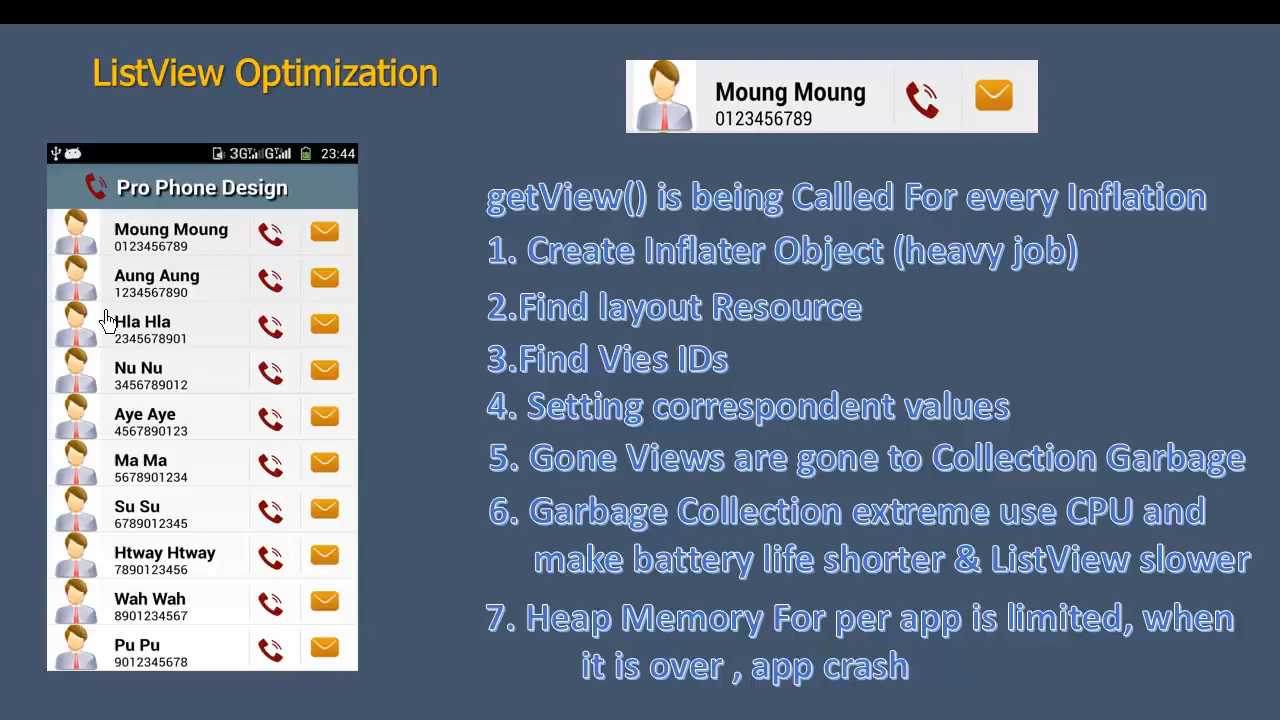 ListView Optimization
Moung Moung
0123456789
3G G 23:44
Pro Phone Design
Moung Moung
0123456789
Aung Aung
1234567890
Hla Hla
2345678901
Nu Nu
3456789012
Aye Aye
4567890123
Ma Ma
5678901234
Su Su
6789012345
Htway Htway
7890123456
Wah Wah
8901234567
Pu Pu
9012345678
getView() is being Called For every Inflation
1. Create Inflater Object (heavy job)
2.Find layout Resource
3.Find Vies IDs
4. Setting correspondent values
5. Gone Views are gone to Collection Garbage
6. Garbage Collection extreme use CPU and
make battery life shorter & ListView slower
7. Heap Memory For per app is limited, when
it is over , app crash